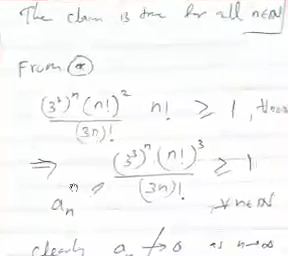 The claim is true for all n∈ℕ
From (*)
(3³)ⁿ (n!)² / (3n)! n! ≥ 1, ∀n∈ℕ
⇒ (3³)ⁿ (n!)³ / (3n)! ≥ 1
aₙ , ∀n∈ℕ
clearly aₙ ↛ 0 as n→∞